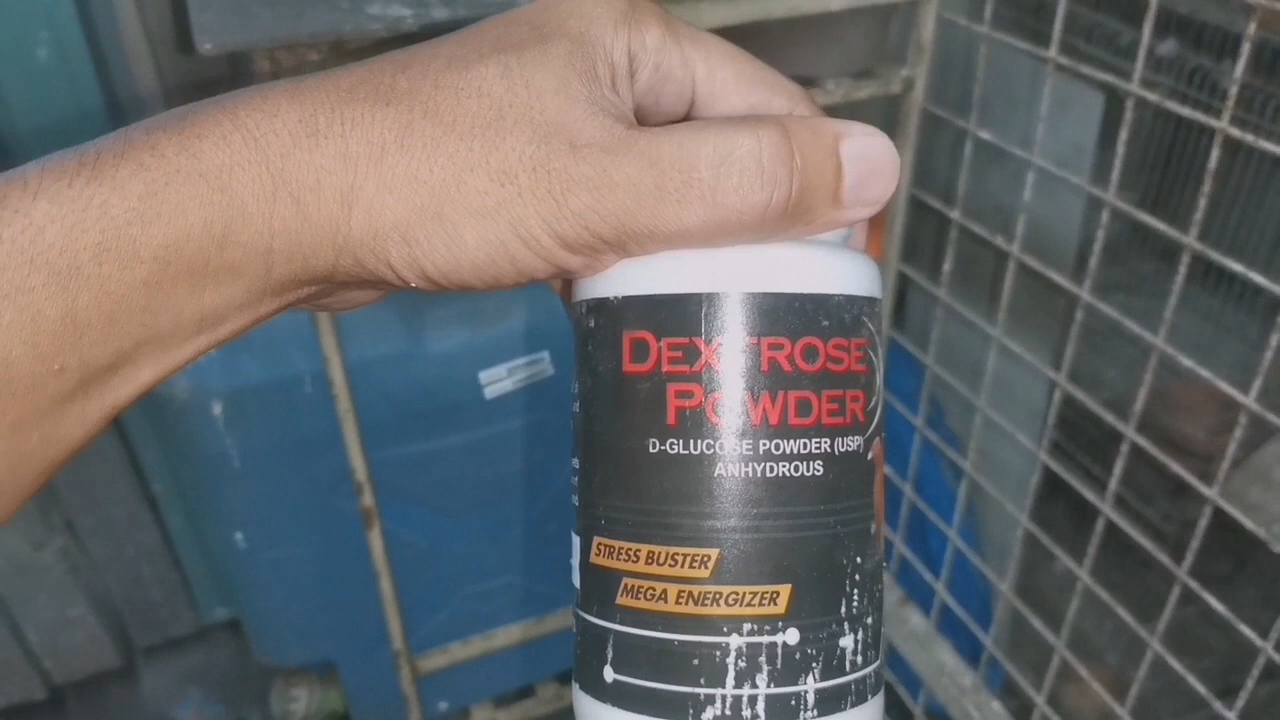 DEXTROSE
POWDER
D-GLUCOSE POWDER (USP)
ANHYDROUS
STRESS BUSTER
MEGA ENERGIZER